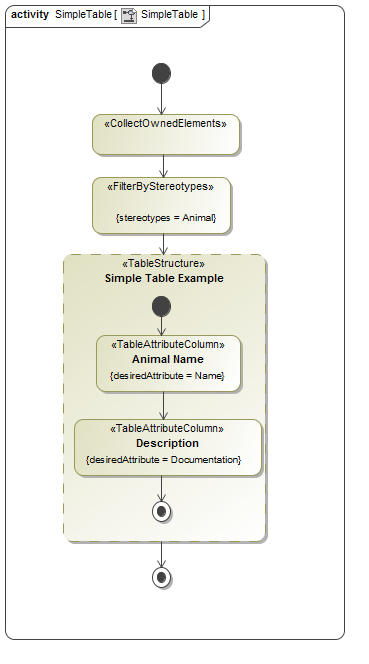 activity SimpleTable [ SimpleTable ]
«CollectOwnedElements»
«FilterByStereotypes»
{stereotypes = Animal}
«TableStructure»
Simple Table Example
«TableAttributeColumn»
Animal Name
{desiredAttribute = Name}
«TableAttributeColumn»
Description
{desiredAttribute = Documentation}